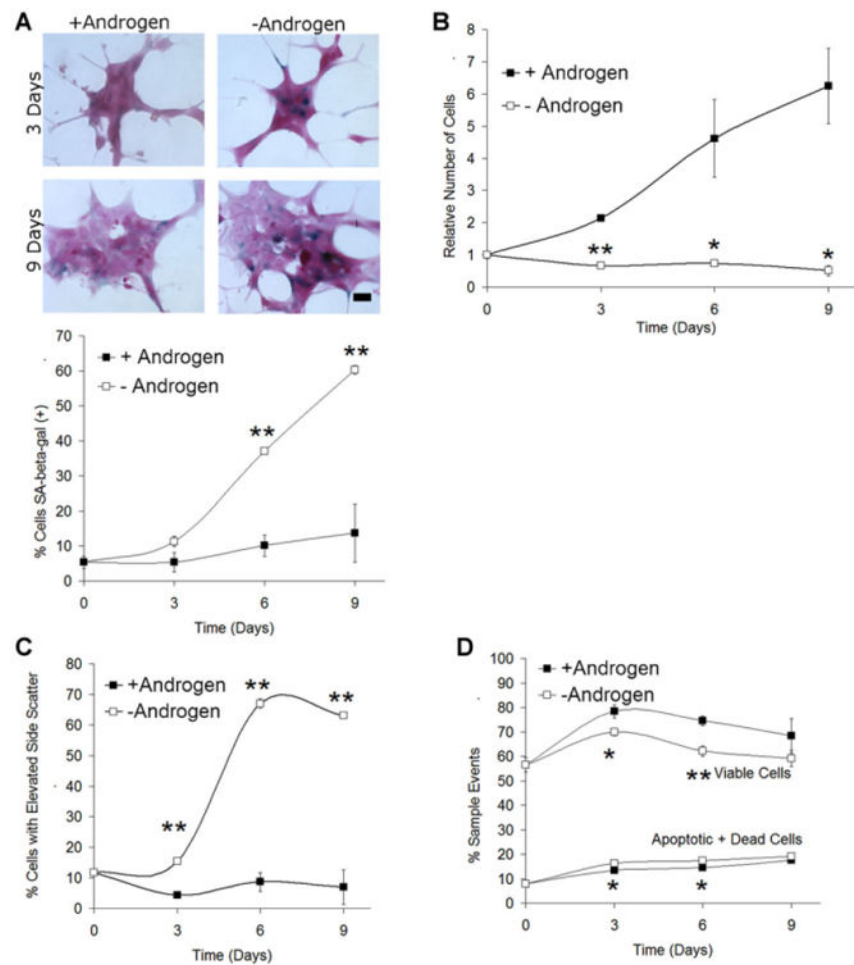 A
+Androgen
-Androgen
3 Days
9 Days
% Cells SA-beta-gal (+)
70
60
50
40
30
20
10
0
+ Androgen
- Androgen
**
**
0 3 6 9
Time (Days)
B
Relative Number of Cells
8
7
6
5
4
3
2
1
0
+ Androgen
- Androgen
**
*
*
0 3 6 9
Time (Days)
C
% Cells with Elevated Side Scatter
80
70
60
50
40
30
20
10
0
+Androgen
-Androgen
**
**
**
0 3 6 9
Time (Days)
D
% Sample Events
100
90
80
70
60
50
40
30
20
10
0
+Androgen
-Androgen
*
**
Viable Cells
Apoptotic + Dead Cells
*
*
0 3 6 9
Time (Days)